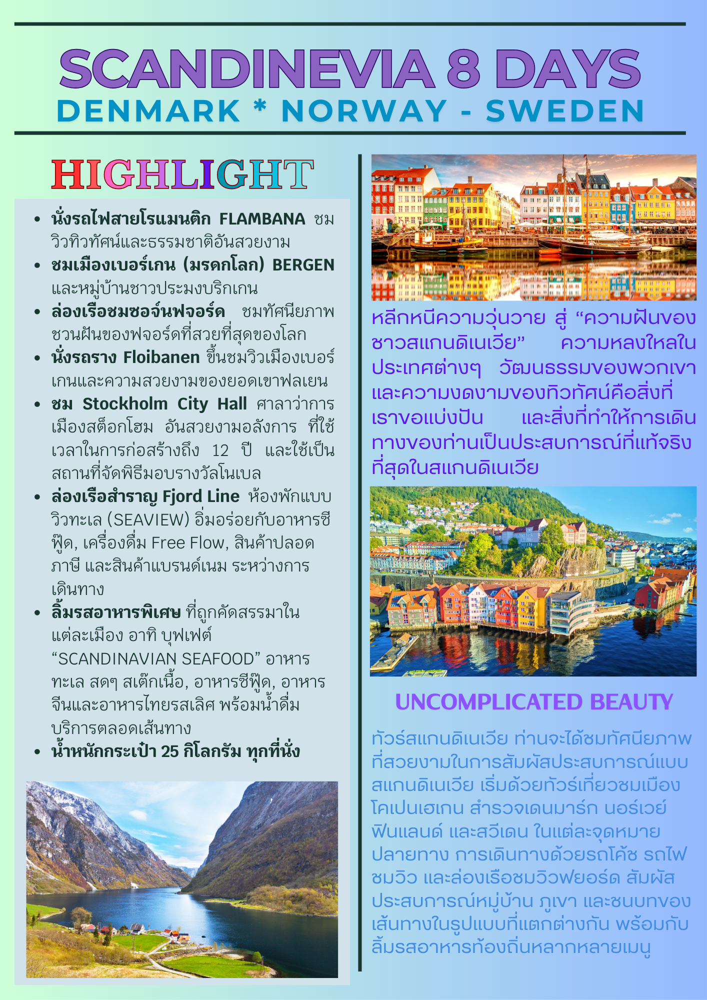 SCANDINEVIA 8 DAYS
DENMARK * NORWAY - SWEDEN
HIGHLIGHT
• นั่งรถไฟสายโรแมนติก FLAMBANA ชม
วิวทิวทัศน์และธรรมชาติอันสวยงาม
• ชมเมืองเบอร์เกน (มรดกโลก) BERGEN
และหมู่บ้านชาวประมงบริกเกน
• ล่องเรือชมซอจ์นฟจอร์ด ชมทัศนียภาพ
ชวนฝันของฟจอร์ดที่สวยที่สุดของโลก
• นั่งรถราง Floibanen ขึ้นชมวิวเมืองเบอร์
เกนและความสวยงามของยอดเขาฟลเยน
• ชม Stockholm City Hall ศาลาว่าการ
เมืองสต็อกโฮม อันสวยงามอลังการ ที่ใช้
เวลาในการก่อสร้างถึง 12 ปี และใช้เป็น
สถานที่จัดพิธีมอบรางวัลโนเบล
• ล่องเรือสำราญ Fjord Line ห้องพักแบบ
วิวทะเล (SEAVIEW) อิ่มอร่อยกับอาหารซี
ฟู๊ด, เครื่องดื่ม Free Flow, สินค้าปลอด
ภาษี และสินค้าแบรนด์เนม ระหว่างการ
เดินทาง
• ลิ้มรสอาหารพิเศษ ที่ถูกคัดสรรมาใน
แต่ละเมือง อาทิ บุฟเฟต์
“SCANDINAVIAN SEAFOOD” อาหาร
ทะเล สดๆ สเต๊กเนื้อ, อาหารซีฟู๊ด, อาหาร
จีนและอาหารไทยรสเลิศ พร้อมน้ำดื่ม
บริการตลอดเส้นทาง
• น้ำหนักกระเป๋า 25 กิโลกรัม ทุกที่นั่ง
หลีกหนีความวุ่นวาย สู่ “ความฝันของ
ชาวสแกนดิเนเวีย” ความหลงใหลใน
ประเทศต่างๆ วัฒนธรรมของพวกเขา
และความงดงามของทิวทัศน์คือสิ่งที่
เราขอแบ่งปัน และสิ่งที่ทำให้การเดิน
ทางของท่านเป็นประสบการณ์ที่แท้จริง
ที่สุดในสแกนดิเนเวีย
UNCOMPLICATED BEAUTY
ทัวร์สแกนดิเนเวีย ท่านจะได้ชมทัศนียภาพ
ที่สวยงามในการสัมผัสประสบการณ์แบบ
สแกนดิเนเวีย เริ่มด้วยทัวร์เที่ยวชมเมือง
โคเปนเฮเกน สำรวจเดนมาร์ก นอร์เวย์
ฟินแลนด์ และสวีเดน ในแต่ละจุดหมาย
ปลายทาง การเดินทางด้วยรถโค้ช รถไฟ
ชมวิว และล่องเรือชมวิวฟยอร์ด สัมผัส
ประสบการณ์หมู่บ้าน ภูเขา และชนบทของ
เส้นทางในรูปแบบที่แตกต่างกัน พร้อมกับ
ลิ้มรสอาหารท้องถิ่นหลากหลายเมนู